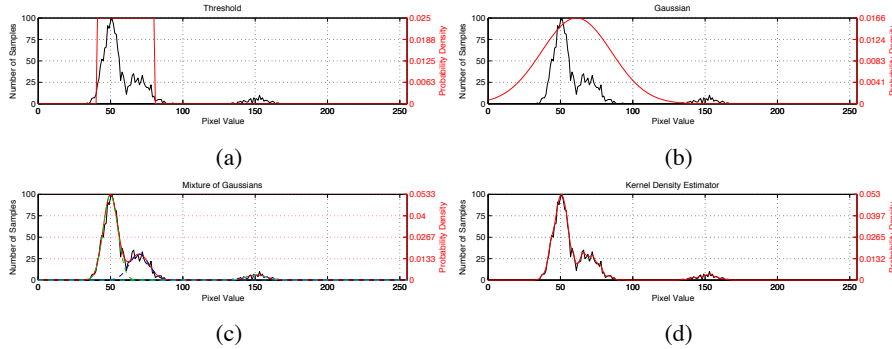 Threshold
Number of Samples
100
75
50
25
0
0 50 100 150 200 250
Pixel Value
0.025
0.0188
0.0125
0.0063
0
Probability Density
(a)
Gaussian
Number of Samples
100
75
50
25
0
0 50 100 150 200 250
Pixel Value
0.0166
0.0124
0.0083
0.0041
0
Probability Density
(b)
Mixture of Gaussians
Number of Samples
100
75
50
25
0
0 50 100 150 200 250
Pixel Value
0.0533
0.04
0.0267
0.0133
0
Probability Density
(c)
Kernel Density Estimator
Number of Samples
100
75
50
25
0
0 50 100 150 200 250
Pixel Value
0.053
0.0397
0.0265
0.0132
0
Probability Density
(d)